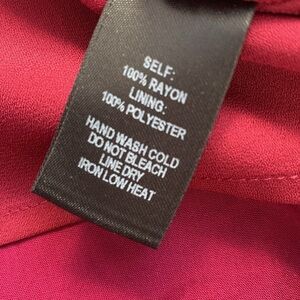 SELF:
100% RAYON
LINING:
100% POLYESTER
HAND WASH COLD
DO NOT BLEACH
LINE DRY
IRON LOW HEAT